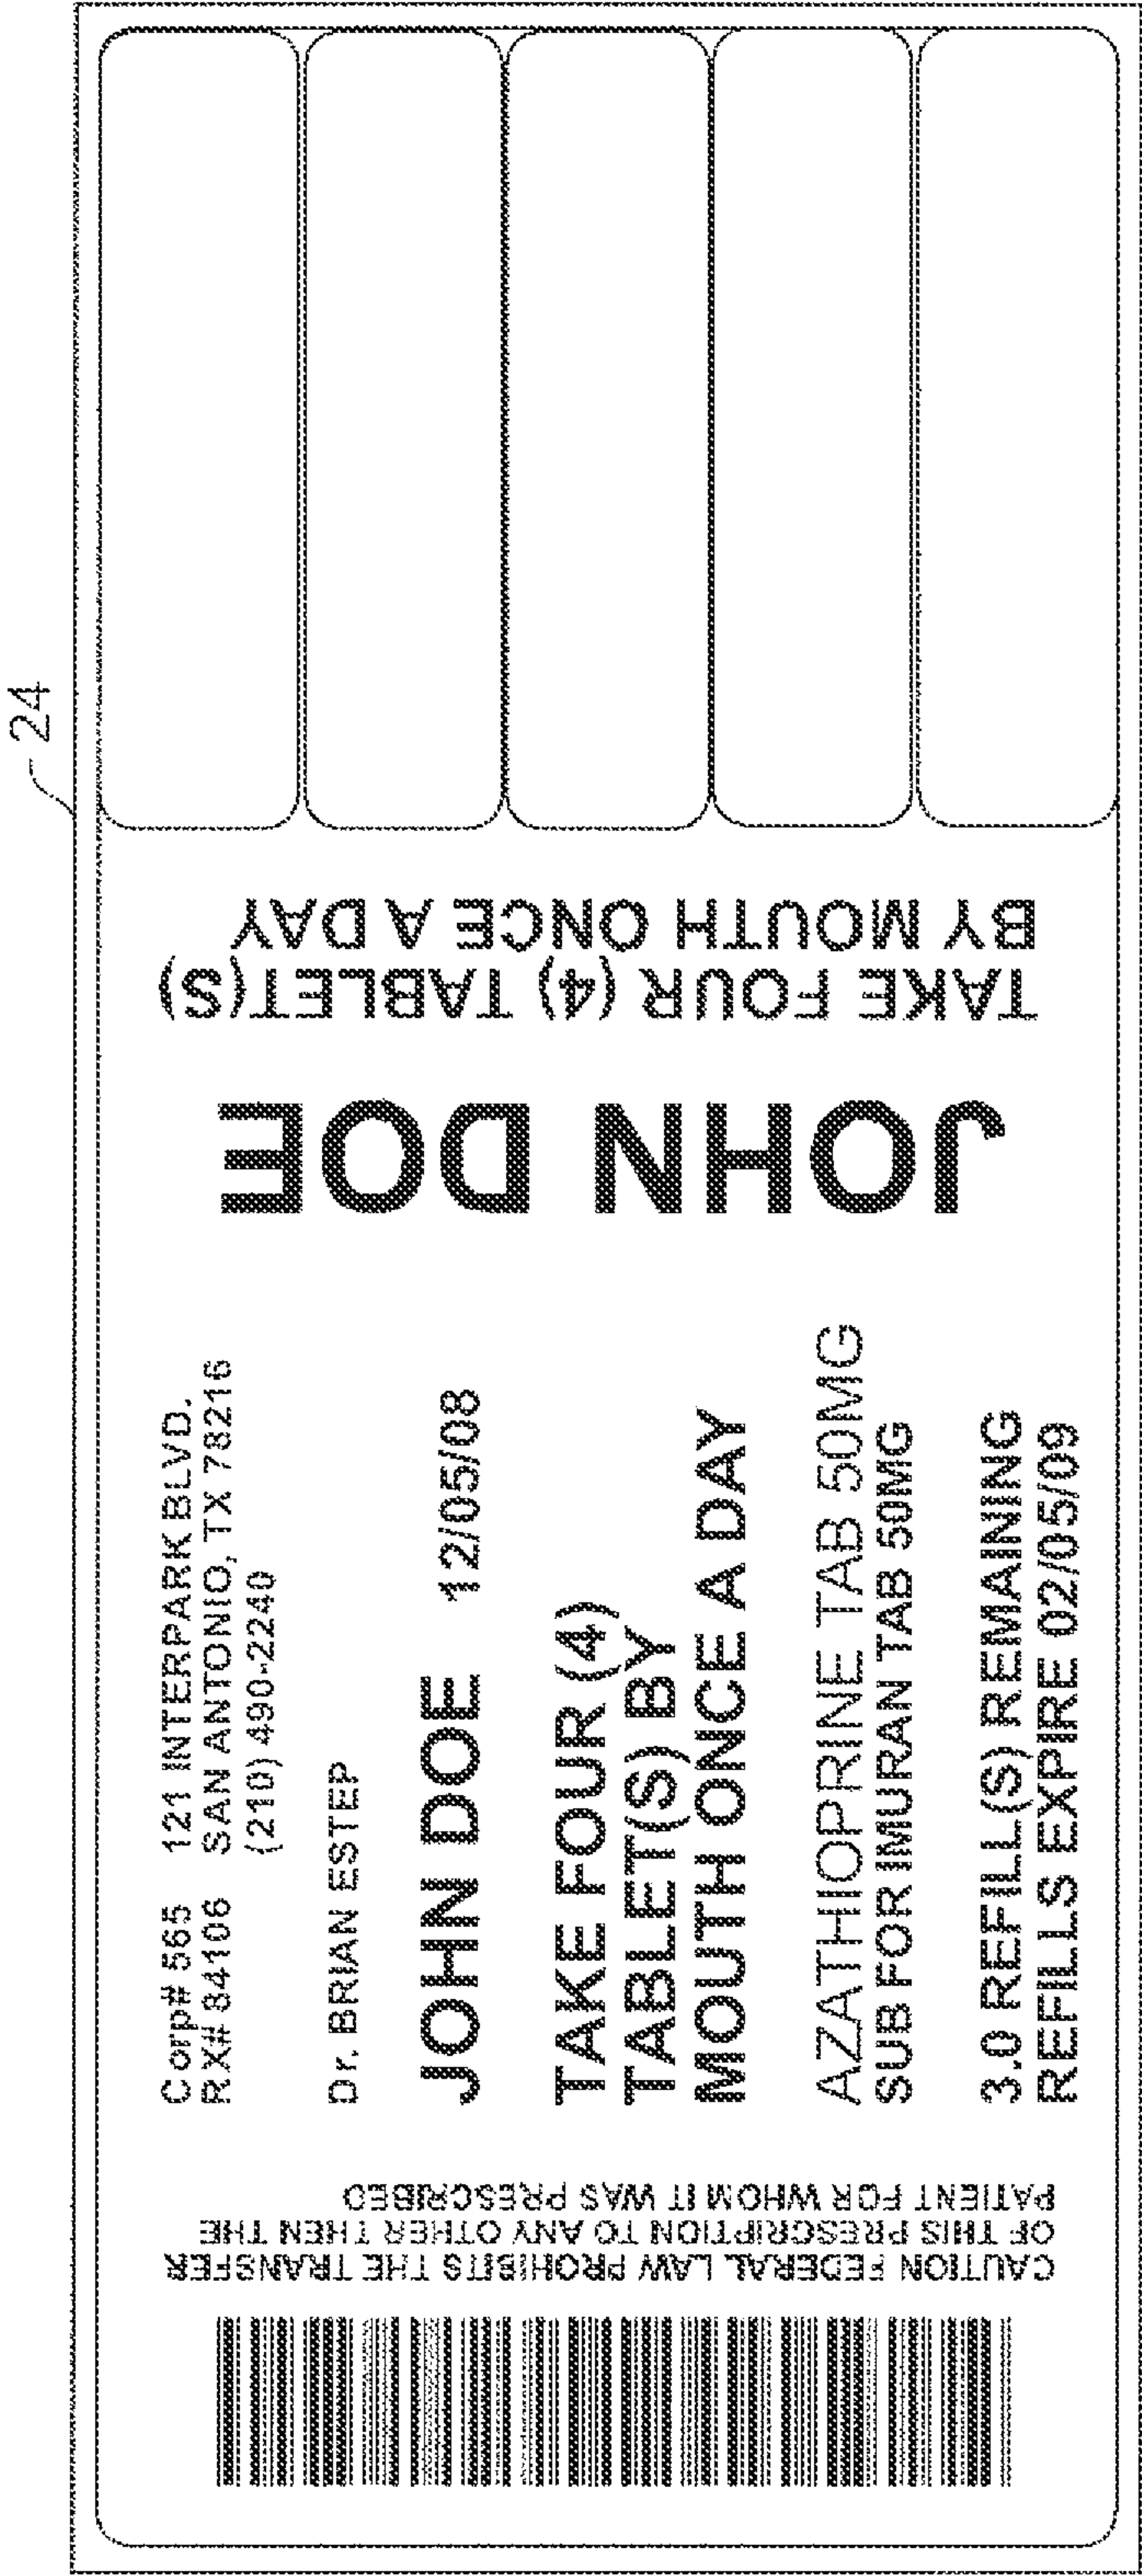 24
Corp# 565 121 INTERPARK BLVD.
RX# 84106 SAN ANTONIO, TX 78216
(210) 490-2240
Dr. BRIAN ESTEP
JOHN DOE 12/05/08
TAKE FOUR (4)
TABLET(S) BY
MOUTH ONCE A DAY
AZATHIOPRINE TAB 50MG
SUB FOR IMURAN TAB 50MG
3.0 REFILL(S) REMAINING
REFILLS EXPIRE 02/05/09
CAUTION FEDERAL LAW PROHIBITS THE TRANSFER
OF THIS PRESCRIPTION TO ANY OTHER THEN THE
PATIENT FOR WHOM IT WAS PRESCRIBED
JOHN DOE
TAKE FOUR (4) TABLET(S)
BY MOUTH ONCE A DAY